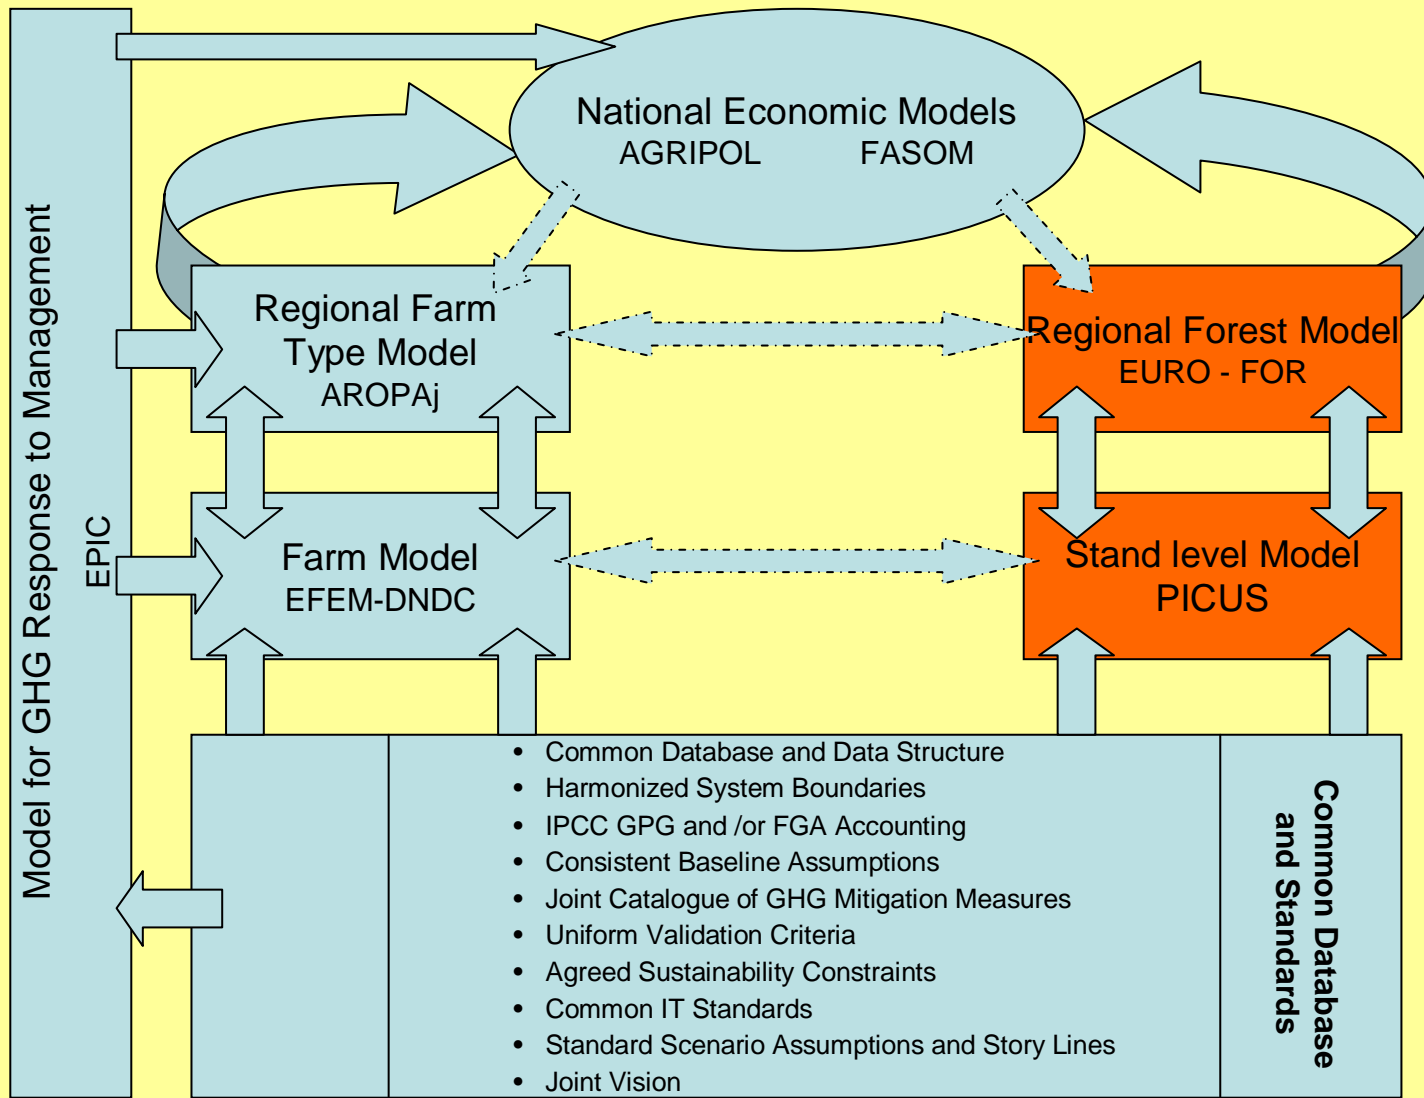 Model for GHG Response to Management
EPIC
National Economic Models
AGRIPOL FASOM
Regional Farm
Type Model
AROPAj
Regional Forest Model
EURO - FOR
Farm Model
EFEM-DNDC
Stand level Model
PICUS
• Common Database and Data Structure
• Harmonized System Boundaries
• IPCC GPG and /or FGA Accounting
• Consistent Baseline Assumptions
• Joint Catalogue of GHG Mitigation Measures
• Uniform Validation Criteria
• Agreed Sustainability Constraints
• Common IT Standards
• Standard Scenario Assumptions and Story Lines
• Joint Vision
Common Database
and Standards